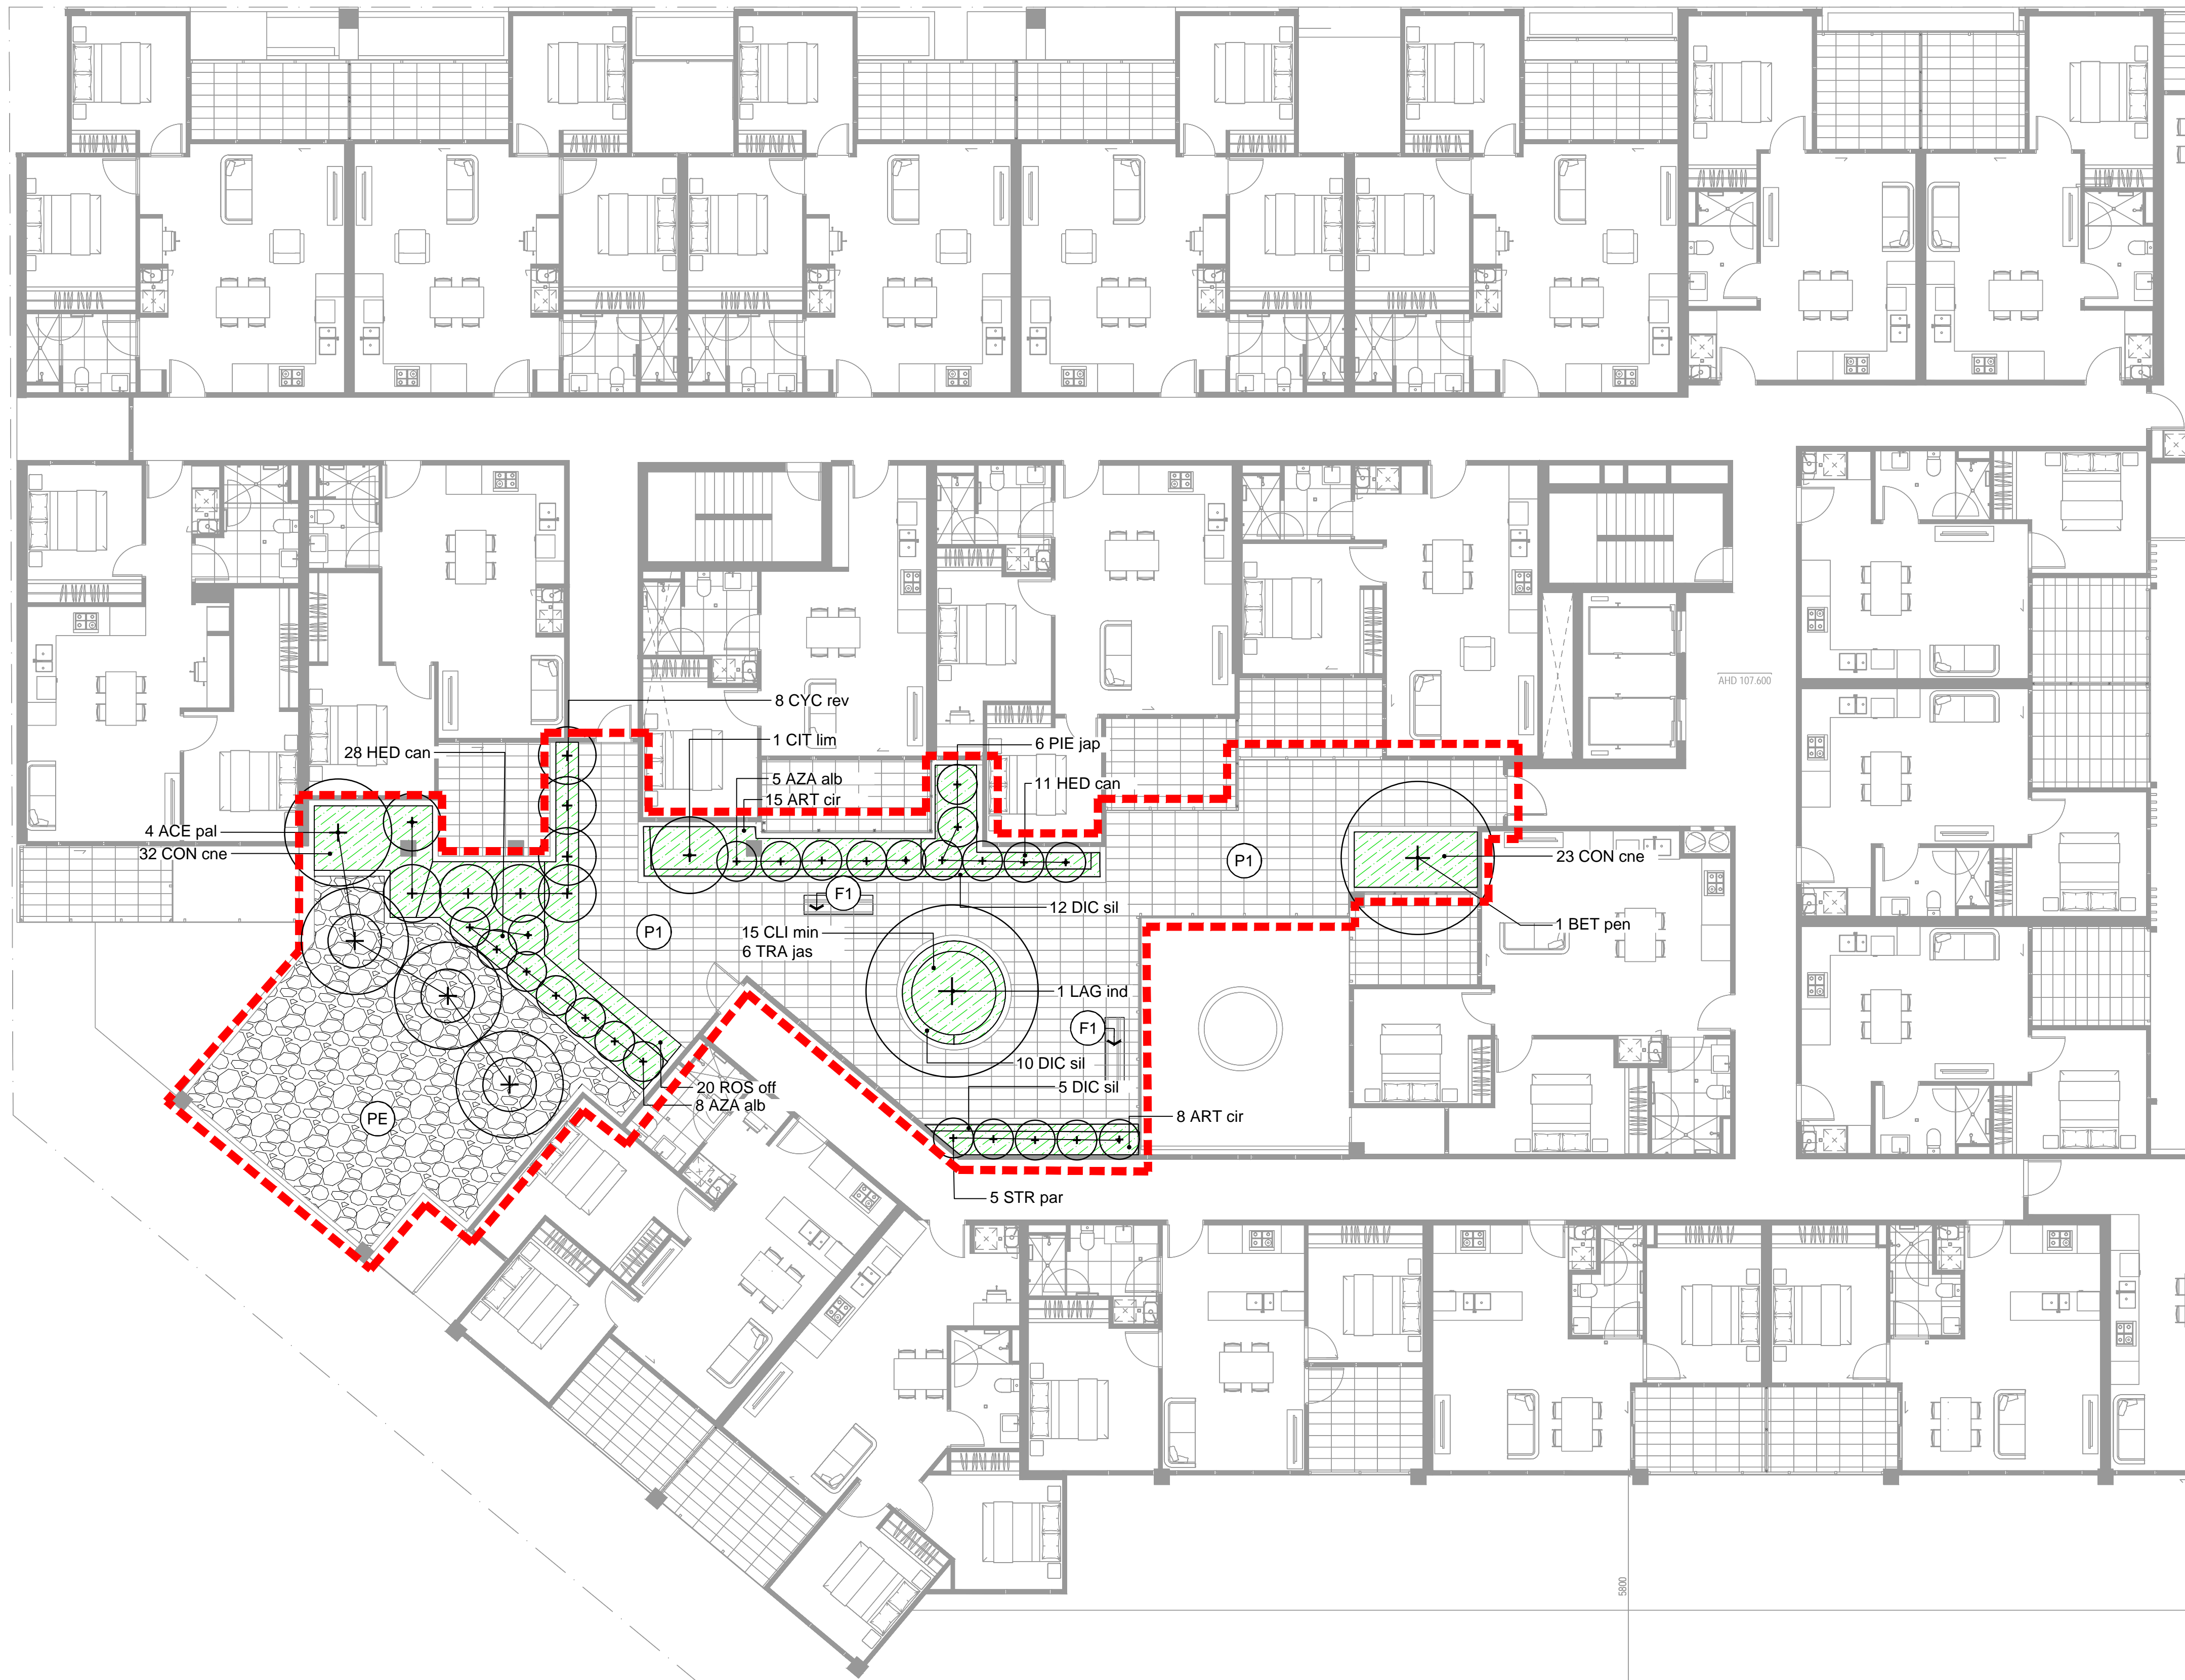 AHD 107.600
8 CYC rev
1 CIT lim
28 HED can
6 PIE jap
5 AZA alb
11 HED can
15 ART cir
4 ACE pal
32 CON cne
P1
23 CON cne
F1
12 DIC sil
1 BET pen
P1
15 CLI min
6 TRA jas
1 LAG ind
F1
10 DIC sil
20 ROS off
5 DIC sil
8 AZA alb
PE
8 ART cir
5 STR par
5800